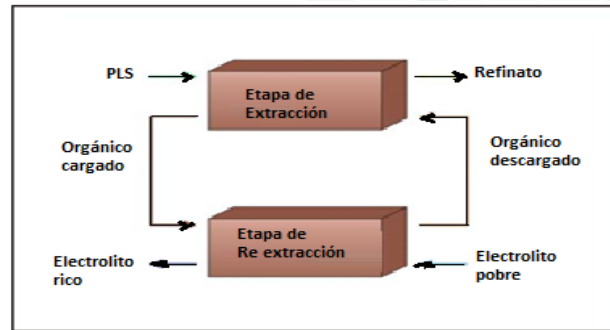 PLS
Refinato
Etapa de
Extracción
Orgánico
cargado
Orgánico
descargado
Etapa de
Re extracción
Electrolito
rico
Electrolito
pobre